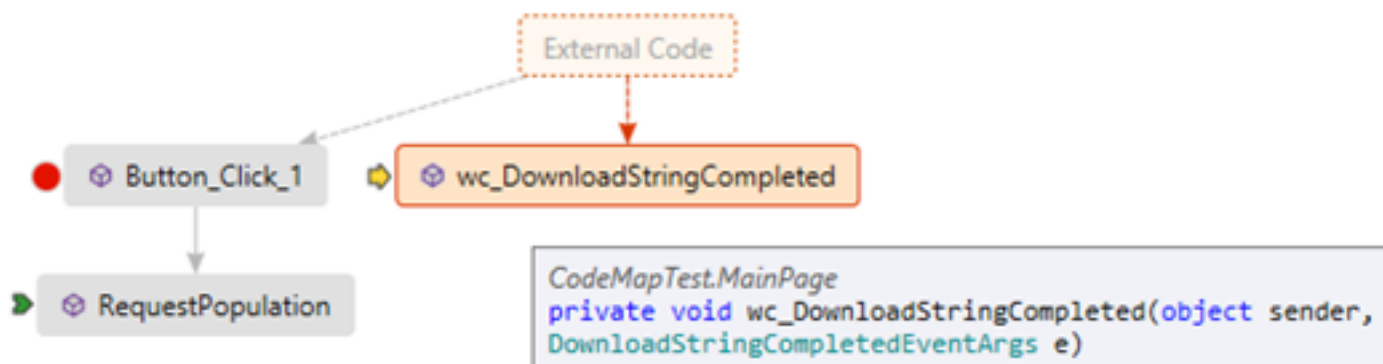 External Code
Button_Click_1
wc_DownloadStringCompleted
RequestPopulation
CodeMapTest.MainPage
private void wc_DownloadStringCompleted(object sender,
DownloadStringCompletedEventArgs e)